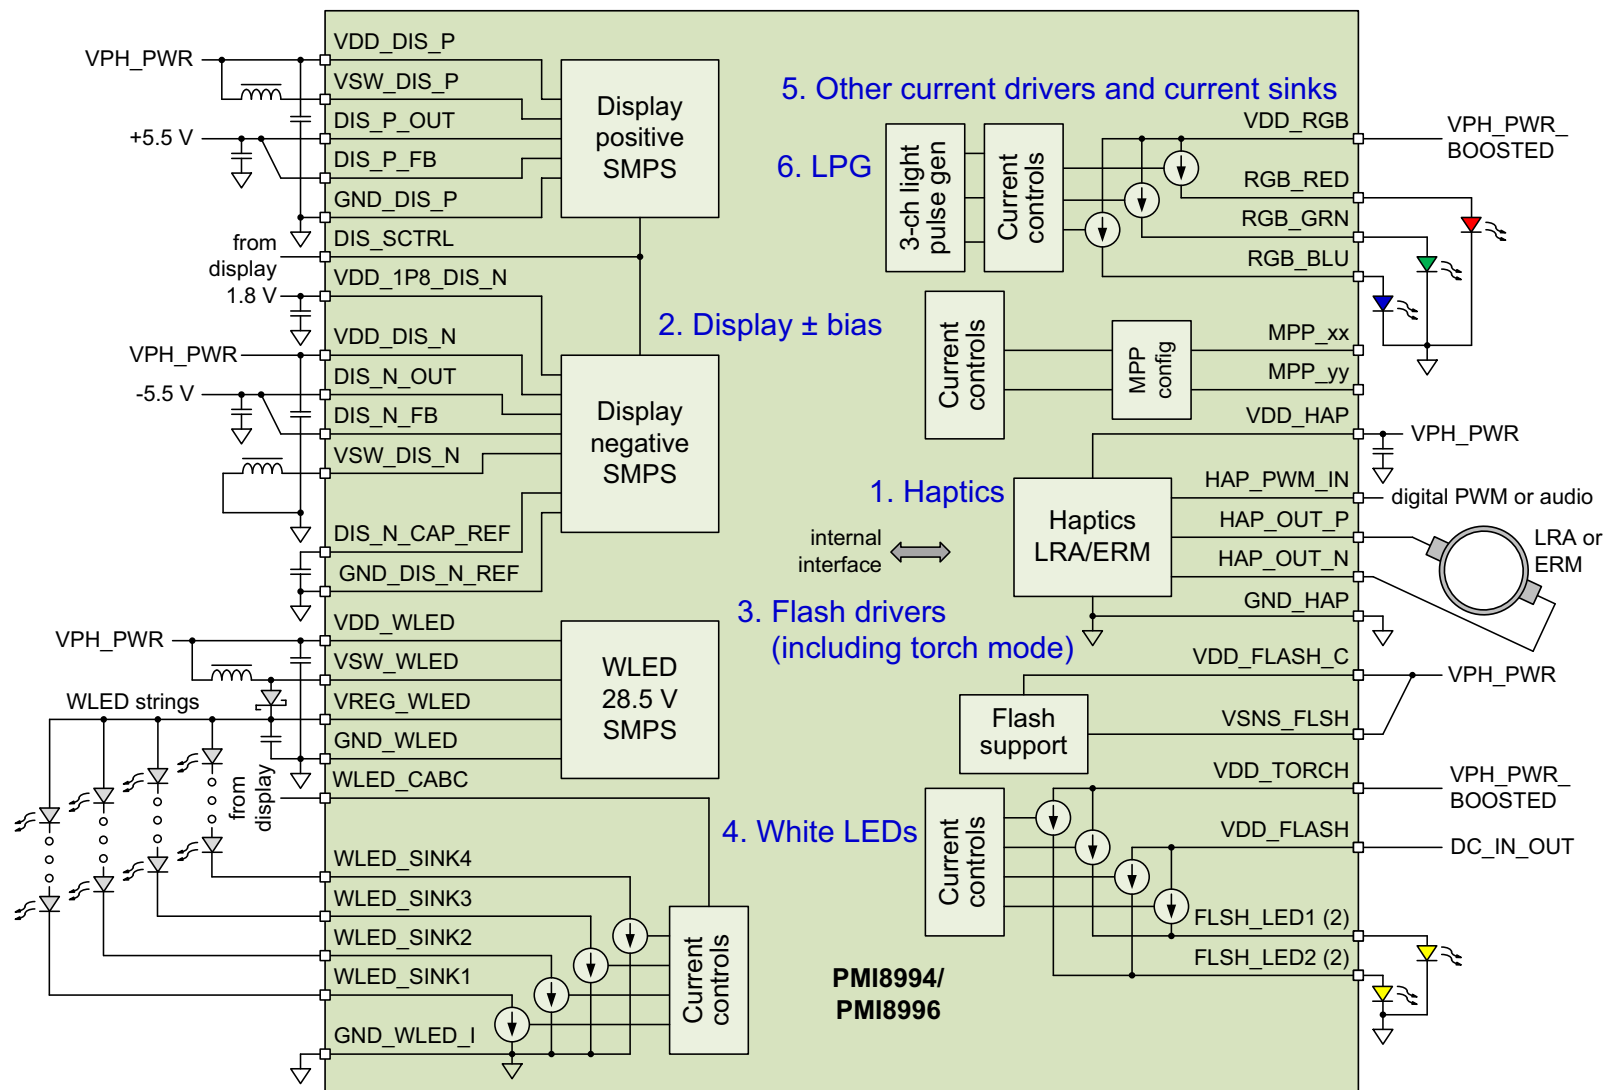 VPH_PWR
VDD_DIS_P
VSW_DIS_P
DIS_P_OUT
+5.5 V
DIS_P_FB
GND_DIS_P
Display
positive
SMPS
DIS_SCTRL
from
display
VDD_1P8_DIS_N
1.8 V
2. Display ± bias
VDD_DIS_N
VPH_PWR
DIS_N_OUT
-5.5 V
DIS_N_FB
VSW_DIS_N
Display
negative
SMPS
DIS_N_CAP_REF
GND_DIS_N_REF
VDD_WLED
VPH_PWR
VSW_WLED
VREG_WLED
WLED strings
GND_WLED
WLED
28.5 V
SMPS
WLED_CABC
from
display
4. White LEDs
WLED_SINK4
WLED_SINK3
WLED_SINK2
WLED_SINK1
GND_WLED_I
Current
controls
5. Other current drivers and current sinks
6. LPG
3-ch light
pulse gen
Current
controls
VDD_RGB
VPH_PWR_
BOOSTED
RGB_RED
RGB_GRN
RGB_BLU
Current
controls
MPP
config
MPP_xx
MPP_yy
VDD_HAP
VPH_PWR
1. Haptics
internal
interface
Haptics
LRA/ERM
HAP_PWM_IN
digital PWM or audio
HAP_OUT_P
HAP_OUT_N
LRA or
ERM
GND_HAP
3. Flash drivers
(including torch mode)
VDD_FLASH_C
VPH_PWR
Flash
support
VSNS_FLSH
VDD_TORCH
VPH_PWR_
BOOSTED
VDD_FLASH
DC_IN_OUT
Current
controls
FLSH_LED1 (2)
FLSH_LED2 (2)
PMI8994/
PMI8996